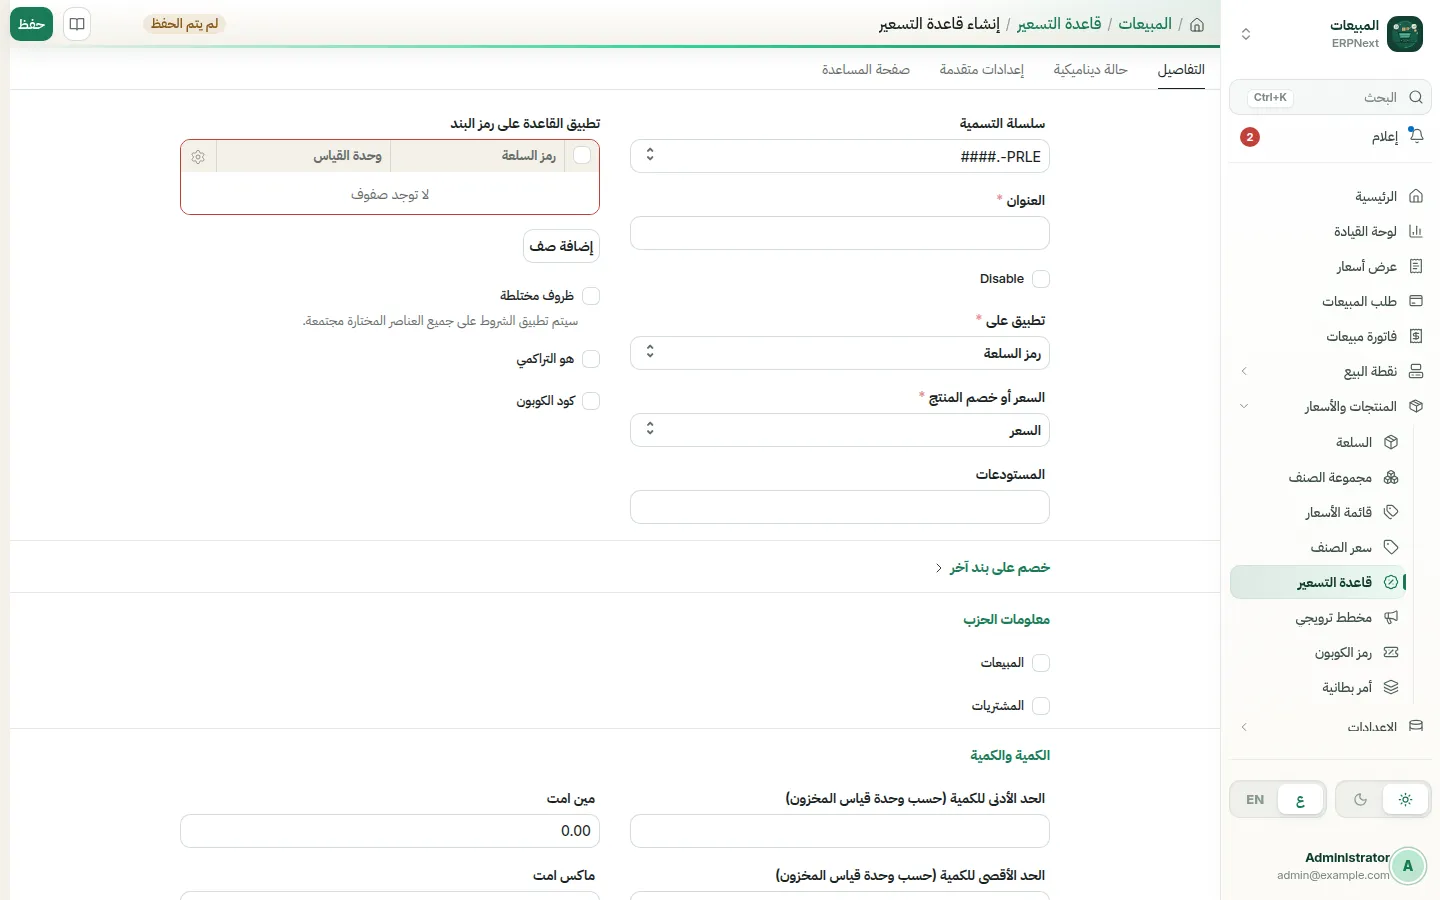 المبيعات
ERPNext
البحث
Ctrl+K
إعلام
2
الرئيسية
لوحة القيادة
عرض أسعار
طلب المبيعات
فاتورة مبيعات
نقطة البيع
المنتجات والأسعار
السلعة
مجموعة الصنف
قائمة الأسعار
سعر الصنف
قاعدة التسعير
مخطط ترويجي
رمز الكوبون
أمر بطانية
الاعدادات
ع
EN
Administrator
admin@example.com
A
المبيعات / قاعدة التسعير / إنشاء قاعدة التسعير
لم يتم الحفظ
حفظ
التفاصيل
حالة ديناميكية
إعدادات متقدمة
صفحة المساعدة
سلسلة التسمية
PRLE-.####
العنوان *
Disable
تطبيق على *
رمز السلعة
السعر أو خصم المنتج *
السعر
المستودعات
تطبيق القاعدة على رمز البند
رمز السلعة
وحدة القياس
لا توجد صفوف
إضافة صف
ظروف مختلطة
سيتم تطبيق الشروط على جميع العناصر المختارة مجتمعة.
هو التراكمي
كود الكوبون
خصم على بند آخر
معلومات الحزب
المبيعات
المشتريات
الكمية والكمية
الحد الأدنى للكمية (حسب وحدة قياس المخزون)
مين امت
0.00
الحد الأقصى للكمية (حسب وحدة قياس المخزون)
ماكس امت